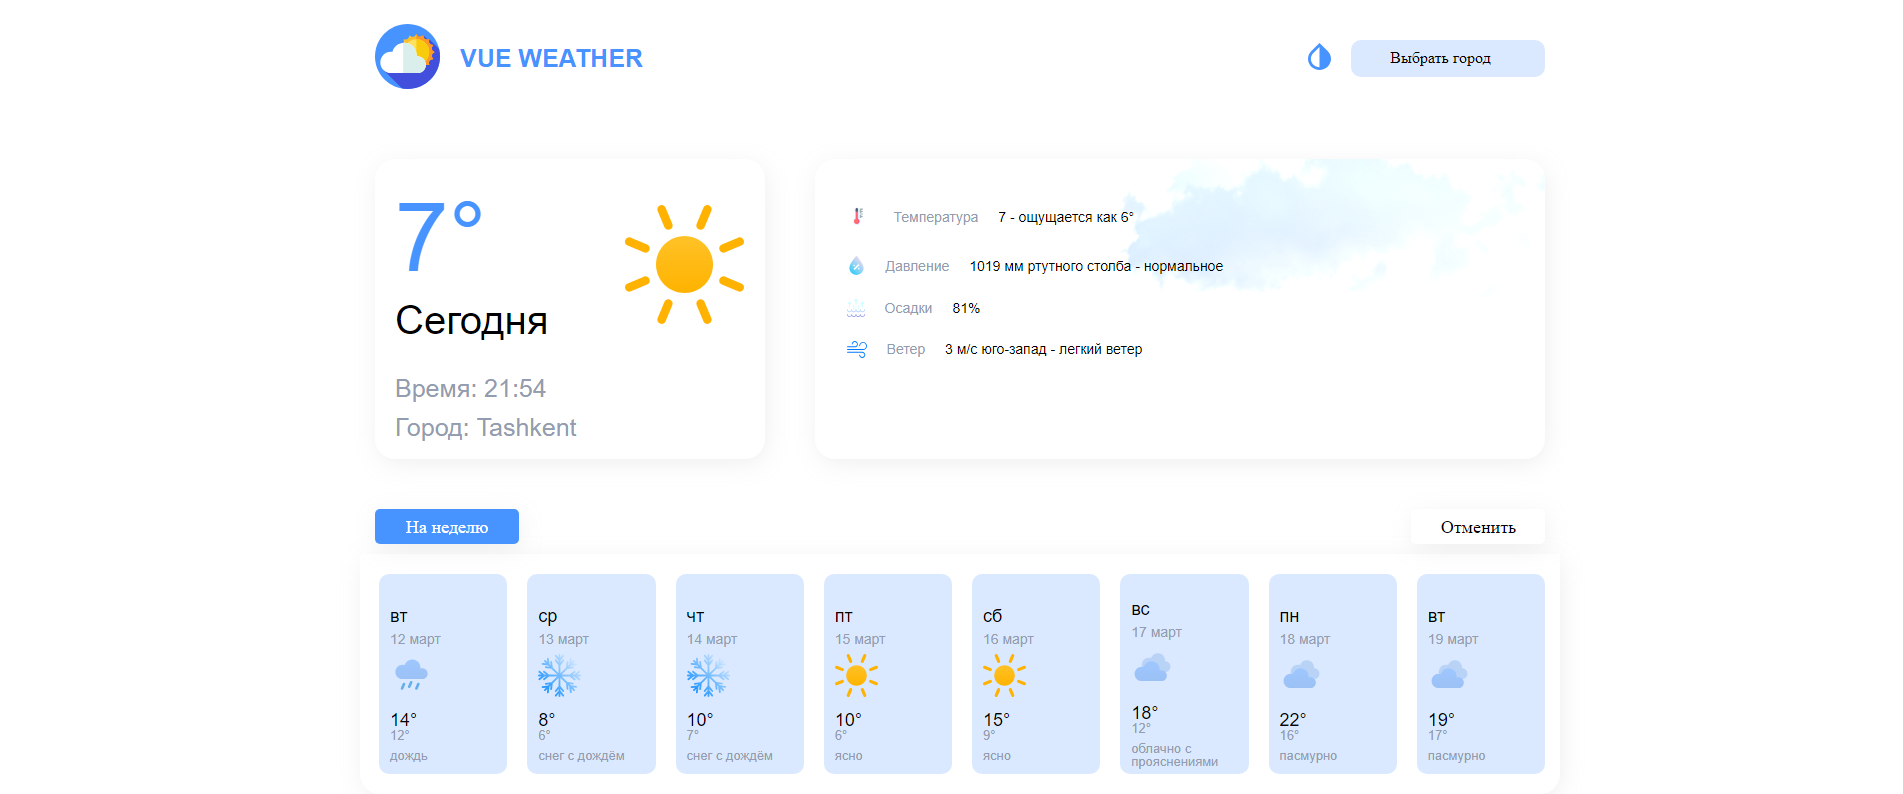 VUE WEATHER
Выбрать город
7°
Сегодня
Время: 21:54
Город: Tashkent
Температура 7 - ощущается как 6°
Давление 1019 мм ртутного столба - нормальное
Осадки 81%
Ветер 3 м/с юго-запад - легкий ветер
На неделю
Отменить
вт
12 март
14°
12°
дождь
ср
13 март
8°
6°
снег с дождём
чт
14 март
10°
7°
снег с дождём
пт
15 март
10°
6°
ясно
сб
16 март
15°
9°
ясно
вс
17 март
18°
12°
облачно с
прояснениями
пн
18 март
22°
16°
пасмурно
вт
19 март
19°
17°
пасмурно